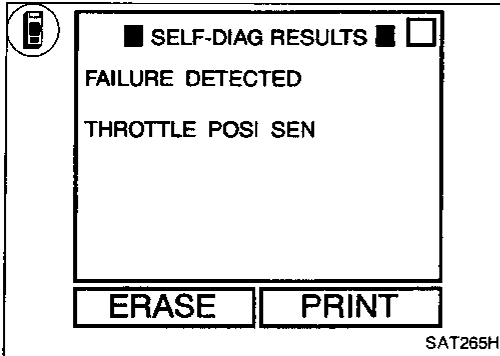 ■ SELF-DIAG RESULTS ■ □
FAILURE DETECTED
THROTTLE POSI SEN
ERASE PRINT
SAT265H